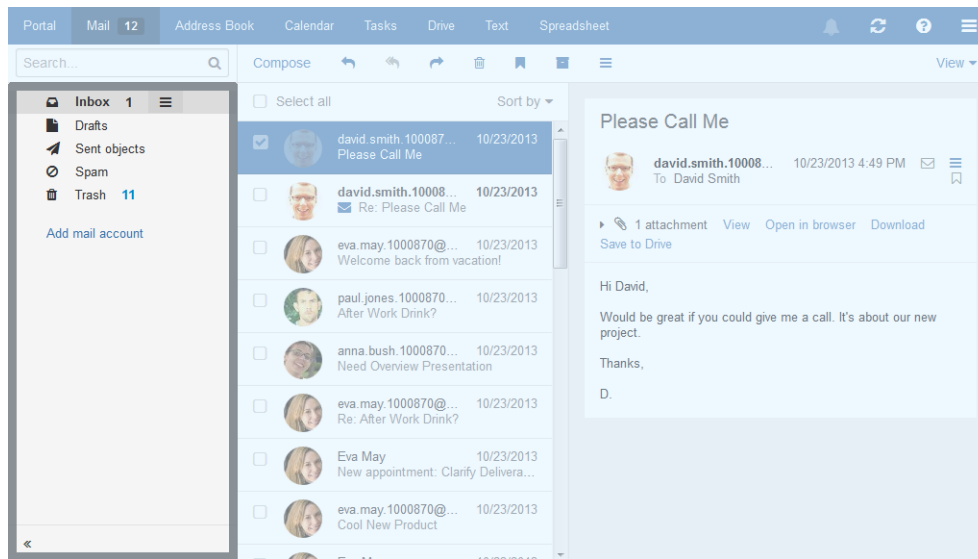 Portal Mail 12 Address Book Calendar Tasks Drive Text Spreadsheet
Search... Compose View
Inbox 1
Drafts
Sent objects
Spam
Trash 11
Add mail account
Select all Sort by
david.smith.100087... 10/23/2013
Please Call Me
david.smith.10008... 10/23/2013
Re: Please Call Me
eva.may.1000870@... 10/23/2013
Welcome back from vacation!
paul.jones.1000870... 10/23/2013
After Work Drink?
anna.bush.1000870... 10/23/2013
Need Overview Presentation
eva.may.1000870@... 10/23/2013
Re: After Work Drink?
Eva May 10/23/2013
New appointment: Clarify Delivera...
eva.may.1000870@... 10/23/2013
Cool New Product
Please Call Me
david.smith.10008... 10/23/2013 4:49 PM
To David Smith
1 attachment View Open in browser Download
Save to Drive
Hi David,
Would be great if you could give me a call. It's about our new
project.
Thanks,
D.